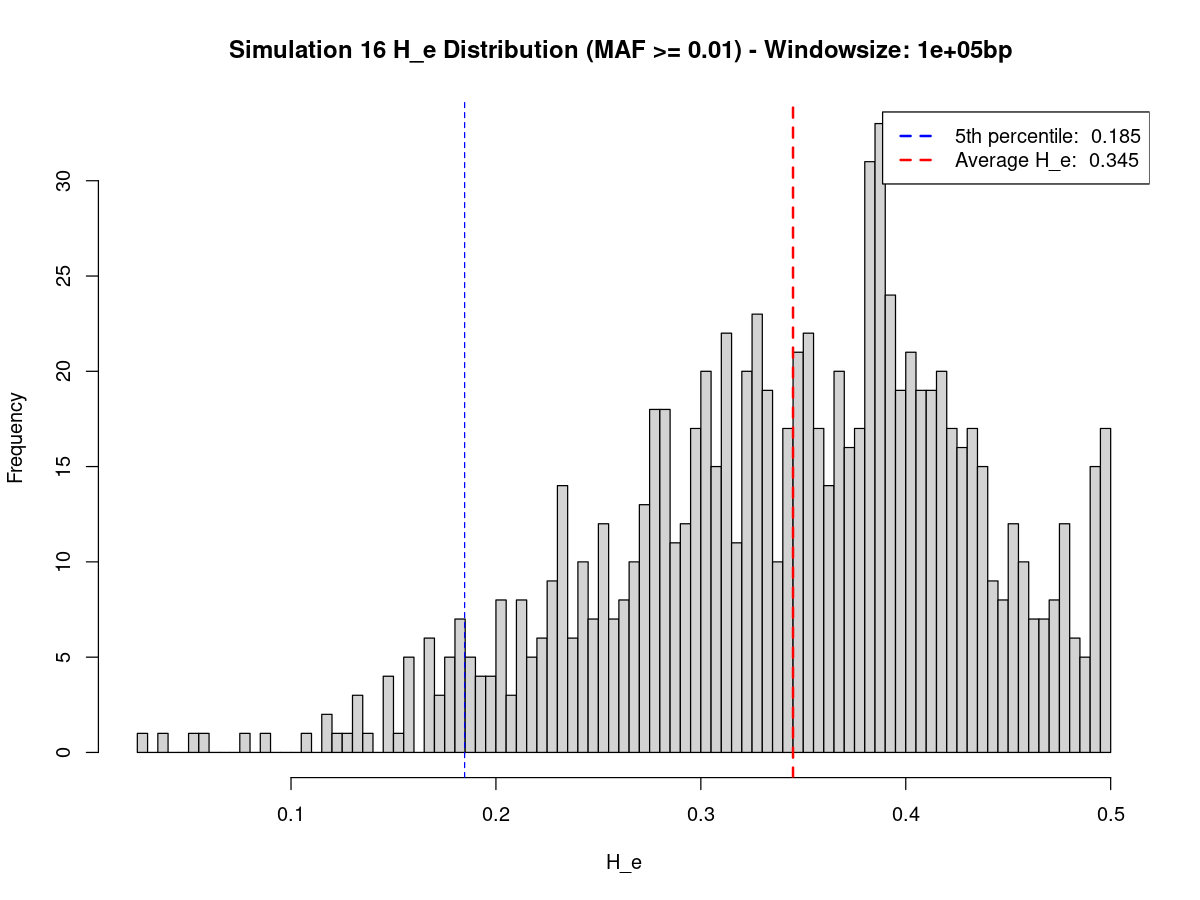 Simulation 16 H_e Distribution (MAF >= 0.01) - Windowsize: 1e+05bp
5th percentile:  0.185
Average H_e:  0.345
Frequency
30
25
20
15
10
5
0
0.1 0.2 0.3 0.4 0.5
H_e